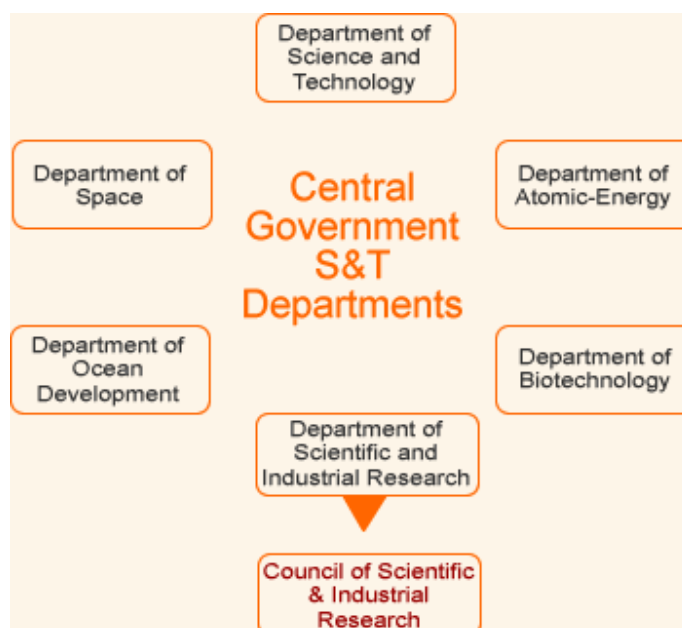 Department of
Science and
Technology
Department of
Space
Central
Government
S&T
Departments
Department of
Atomic-Energy
Department of
Ocean
Development
Department of
Biotechnology
Department of
Scientific and
Industrial Research
Council of Scientific
& Industrial
Research